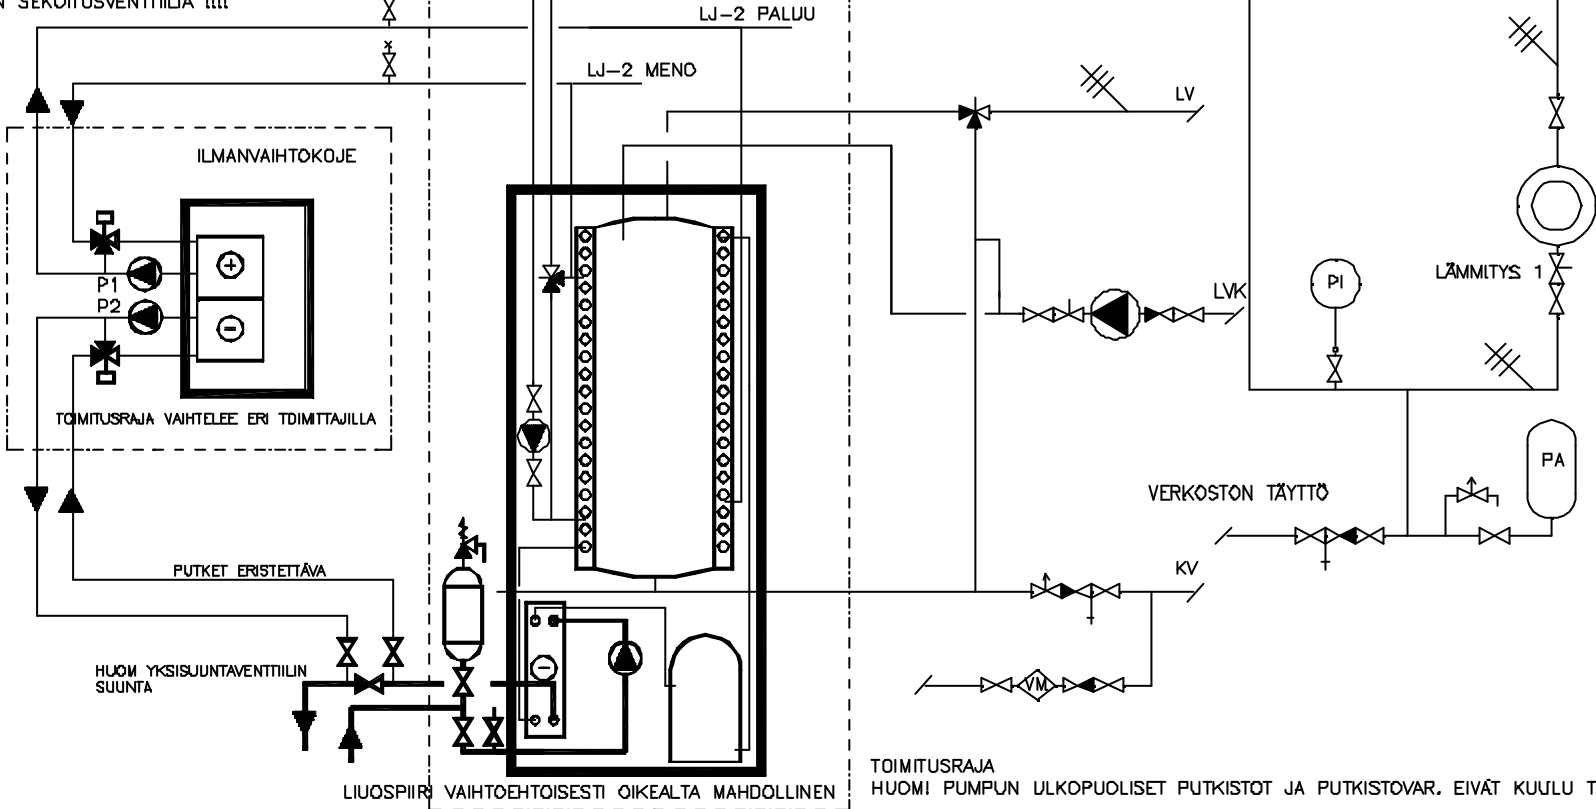 SEKOITUSVENTTIILIÄ !!!!
LJ-2 PALUU
LJ-2 MENO
LV
ILMANVAIHTOKOJE
P1
P2
+
-
TOIMITUSRAJA VAIHTELEE ERI TOIMITTAJILLA
LVK
PI
LÄMMITYS 1
PA
VERKOSTON TÄYTTÖ
PUTKET ERISTETTÄVA
KV
HUOM YKSISUUNTAVENTTIILIN
SUUNTA
-
VM
TOIMITUSRAJA
HUOM! PUMPUN ULKOPUOLISET PUTKISTOT JA PUTKISTOVAR. EIVÄT KUULU T
LIUOSPIIRI VAIHTOEHTOISESTI OIKEALTA MAHDOLLINEN